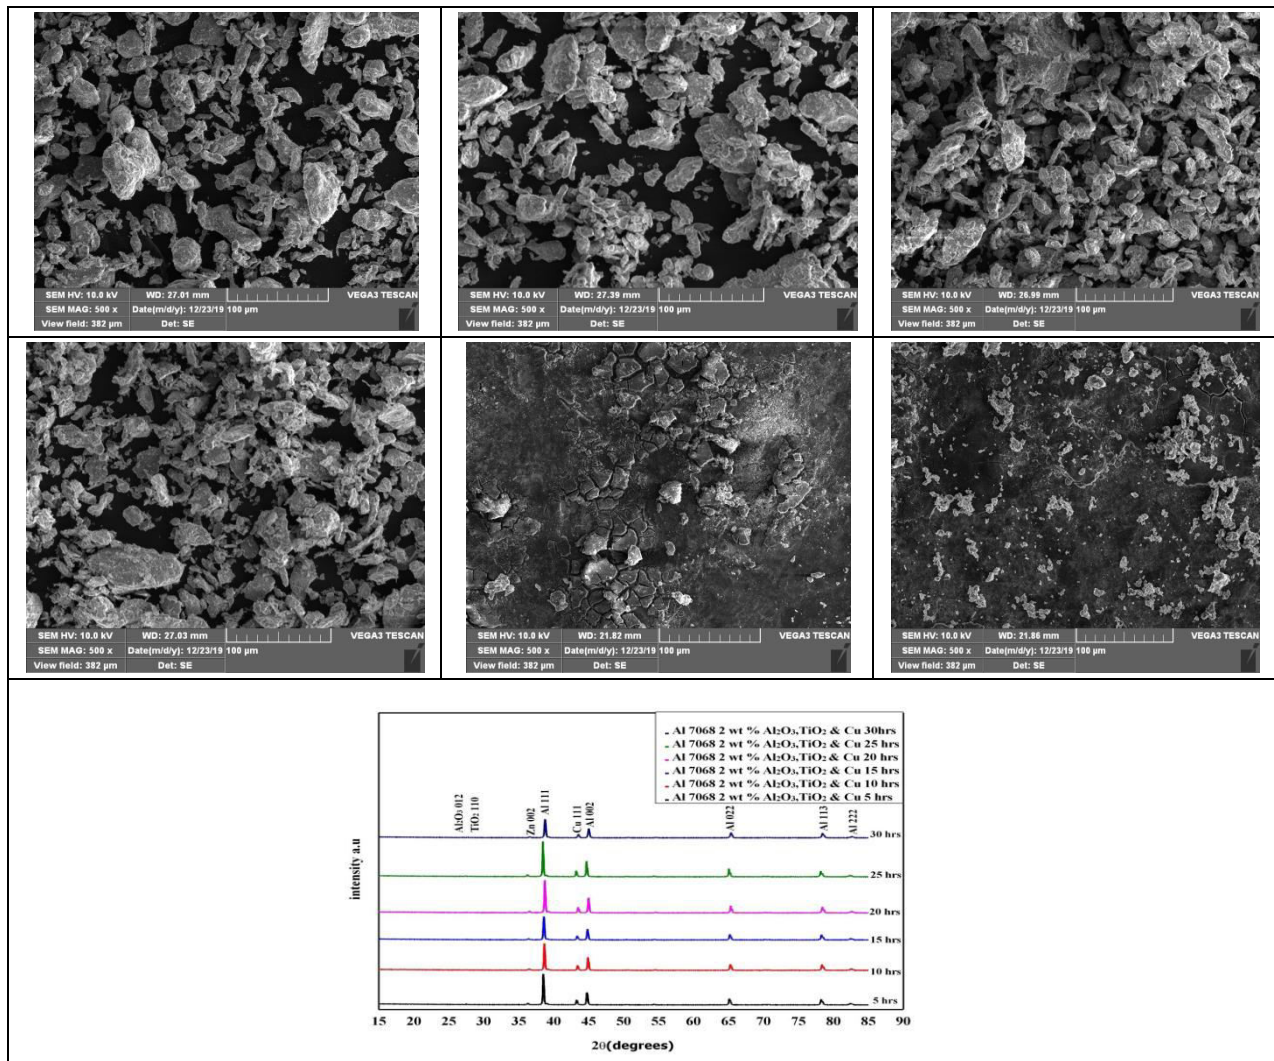 SEM HV: 10.0 kV WD: 27.01 mm VEGA3 TESCAN
SEM MAG: 500 x Date(m/d/y): 12/23/19 100 µm
View field: 382 µm Det: SE
SEM HV: 10.0 kV WD: 27.39 mm VEGA3 TESCAN
SEM MAG: 500 x Date(m/d/y): 12/23/19 100 µm
View field: 382 µm Det: SE
SEM HV: 10.0 kV WD: 26.99 mm VEGA3 TESCAN
SEM MAG: 500 x Date(m/d/y): 12/23/19 100 µm
View field: 382 µm Det: SE
SEM HV: 10.0 kV WD: 27.03 mm VEGA3 TESCAN
SEM MAG: 500 x Date(m/d/y): 12/23/19 100 µm
View field: 382 µm Det: SE
SEM HV: 10.0 kV WD: 21.82 mm VEGA3 TESCAN
SEM MAG: 500 x Date(m/d/y): 12/23/19 100 µm
View field: 382 µm Det: SE
SEM HV: 10.0 kV WD: 21.86 mm VEGA3 TESCAN
SEM MAG: 500 x Date(m/d/y): 12/23/19 100 µm
View field: 382 µm Det: SE
Al 7068 2 wt % Al₂O₃,TiO₂ & Cu 30hrs
Al 7068 2 wt % Al₂O₃,TiO₂ & Cu 25 hrs
Al 7068 2 wt % Al₂O₃,TiO₂ & Cu 20 hrs
Al 7068 2 wt % Al₂O₃,TiO₂ & Cu 15 hrs
Al 7068 2 wt % Al₂O₃,TiO₂ & Cu 10 hrs
Al 7068 2 wt % Al₂O₃,TiO₂ & Cu 5 hrs
Al₂O₃ 012
TiO₂ 110
Zn 002
Al 111
Cu 111
Al 002
Al 022
Al 113
Al 222
30 hrs
25 hrs
20 hrs
15 hrs
10 hrs
5 hrs
intensity a.u
15 20 25 30 35 40 45 50 55 60 65 70 75 80 85 90
2θ(degrees)